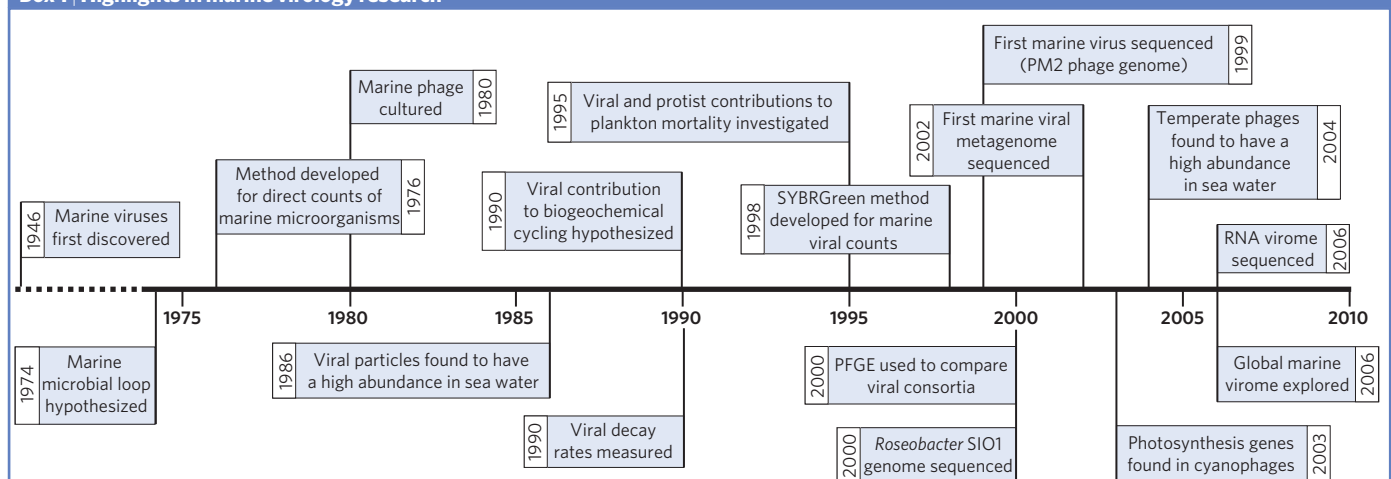 Box 1 | Highlights in marine virology research
First marine virus sequenced
(PM2 phage genome)
1999
Marine phage
cultured
1980
1995
Viral and protist contributions to
plankton mortality investigated
2002
First marine viral
metagenome
sequenced
Temperate phages
found to have a
high abundance
in sea water
2004
Method developed
for direct counts of
marine microorganisms
1976
1990
Viral contribution
to biogeochemical
cycling hypothesized
1998
SYBRGreen method
developed for marine
viral counts
1946
Marine viruses
first discovered
RNA virome
sequenced
2006
1975
1980
1985
1990
1995
2000
2005
2010
1974
Marine
microbial loop
hypothesized
1986
Viral particles found to have
a high abundance in sea water
2000
PFGE used to compare
viral consortia
Global marine
virome explored
2006
1990
Viral decay
rates measured
2000
Roseobacter SIO1
genome sequenced
Photosynthesis genes
found in cyanophages
2003